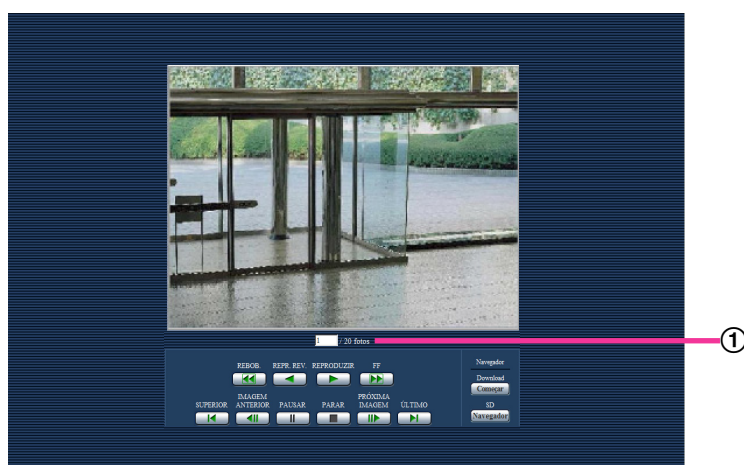 1 / 20 fotos
①
REBOB. REPR. REV. REPRODUZIR FF
SUPERIOR IMAGEM ANTERIOR PAUSAR PARAR PRÓXIMA IMAGEM ÚLTIMO
Navegador
Download
Começar
SD
Navegador